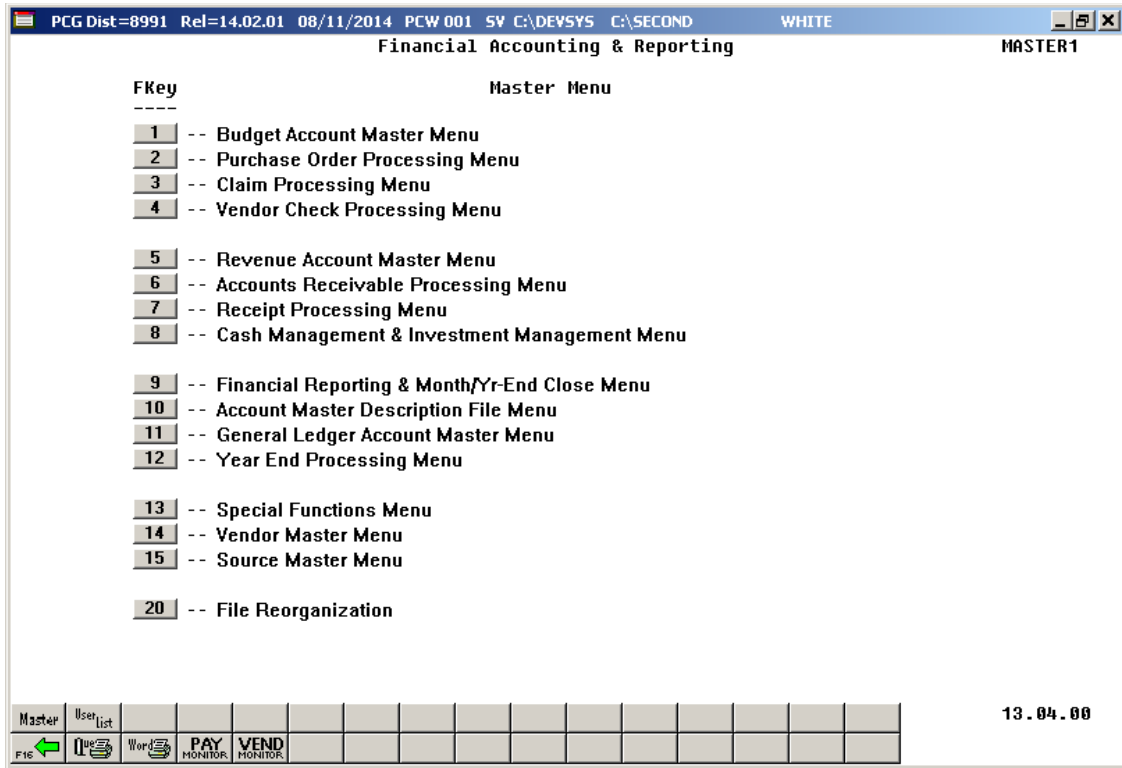 PCG Dist=8991 Rel=14.02.01 08/11/2014 PCW 001 SV C:\DEVSYS C:\SECOND WHITE
Financial Accounting & Reporting MASTER1
FKey Master Menu
----
1 -- Budget Account Master Menu
2 -- Purchase Order Processing Menu
3 -- Claim Processing Menu
4 -- Vendor Check Processing Menu
5 -- Revenue Account Master Menu
6 -- Accounts Receivable Processing Menu
7 -- Receipt Processing Menu
8 -- Cash Management & Investment Management Menu
9 -- Financial Reporting & Month/Yr-End Close Menu
10 -- Account Master Description File Menu
11 -- General Ledger Account Master Menu
12 -- Year End Processing Menu
13 -- Special Functions Menu
14 -- Vendor Master Menu
15 -- Source Master Menu
20 -- File Reorganization
Master User List 13.04.00
F16 Que Word PAY MONITOR VEND MONITOR